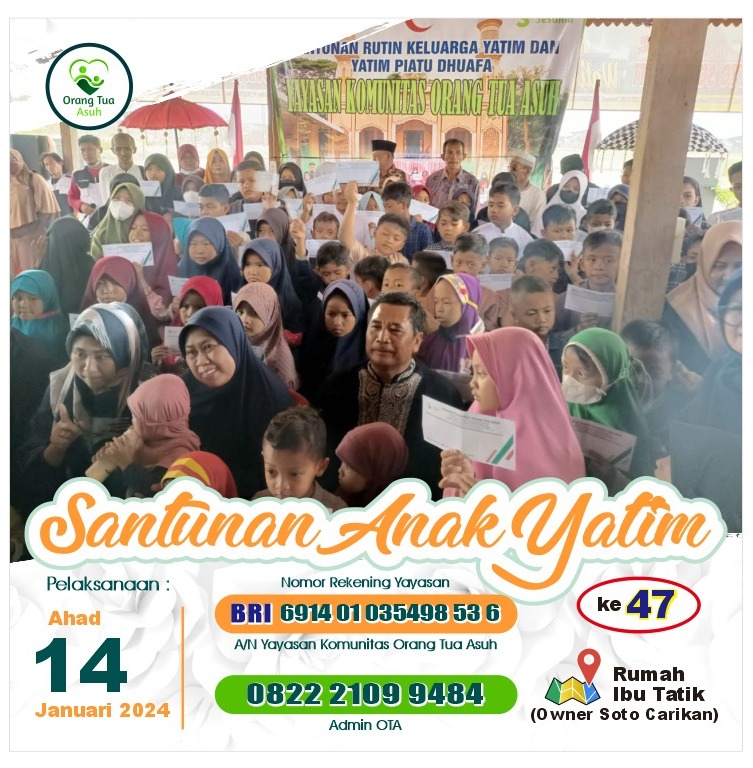 Orang Tua
Asuh
SANTUNAN RUTIN KELUARGA YATIM DAN
YATIM PIATU DHUAFA
YAYASAN KOMUNITAS ORANG TUA ASUH
Santunan Anak Yatim
Pelaksanaan :
Ahad
14
Januari 2024
Nomor Rekening Yayasan
BRI 6914 01 035498 53 6
A/N Yayasan Komunitas Orang Tua Asuh
0822 2109 9484
Admin OTA
ke 47
Rumah
Ibu Tatik
(Owner Soto Carikan)